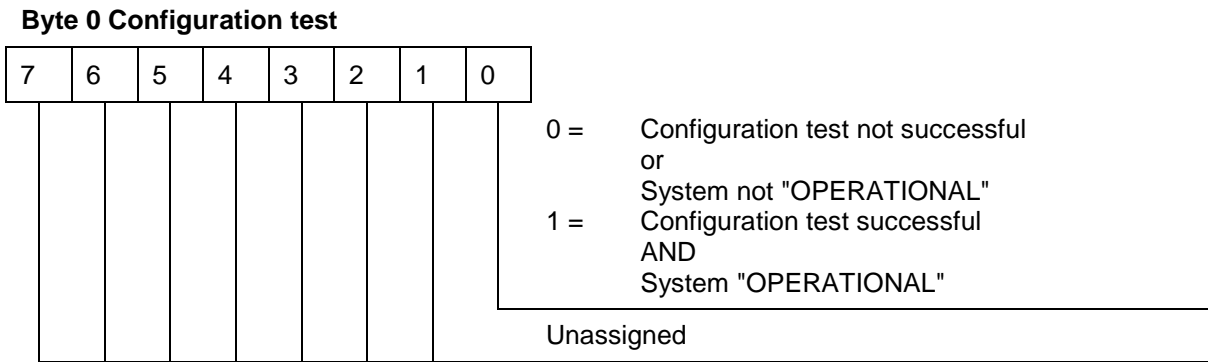 Byte 0 Configuration test
7 6 5 4 3 2 1 0
0 = Configuration test not successful
or
System not "OPERATIONAL"
1 = Configuration test successful
AND
System "OPERATIONAL"
Unassigned